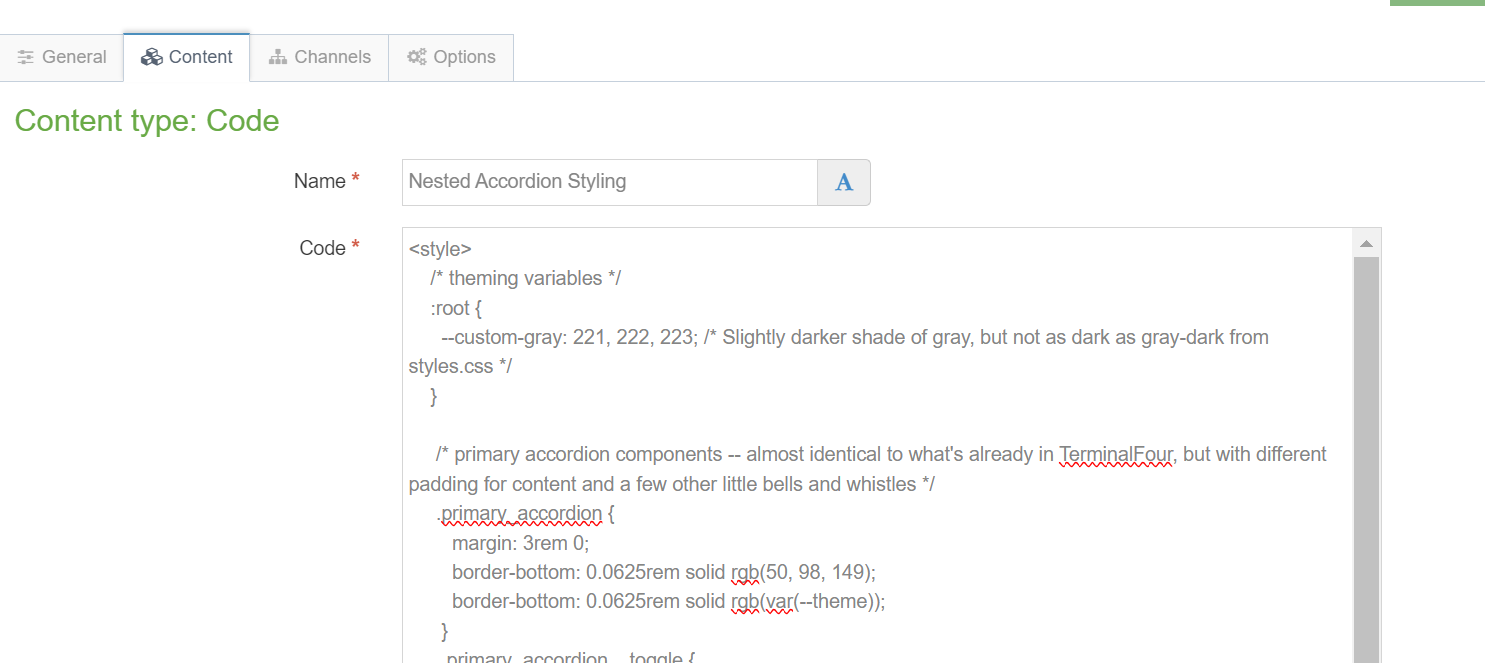 General Content Channels Options
Content type: Code
Name * Nested Accordion Styling A
Code * <style>
/* theming variables */
:root {
--custom-gray: 221, 222, 223; /* Slightly darker shade of gray, but not as dark as gray-dark from
styles.css */
}
/* primary accordion components -- almost identical to what's already in TerminalFour, but with different
padding for content and a few other little bells and whistles */
.primary_accordion {
margin: 3rem 0;
border-bottom: 0.0625rem solid rgb(50, 98, 149);
border-bottom: 0.0625rem solid rgb(var(--theme));
}
.primary_accordion__toggle {